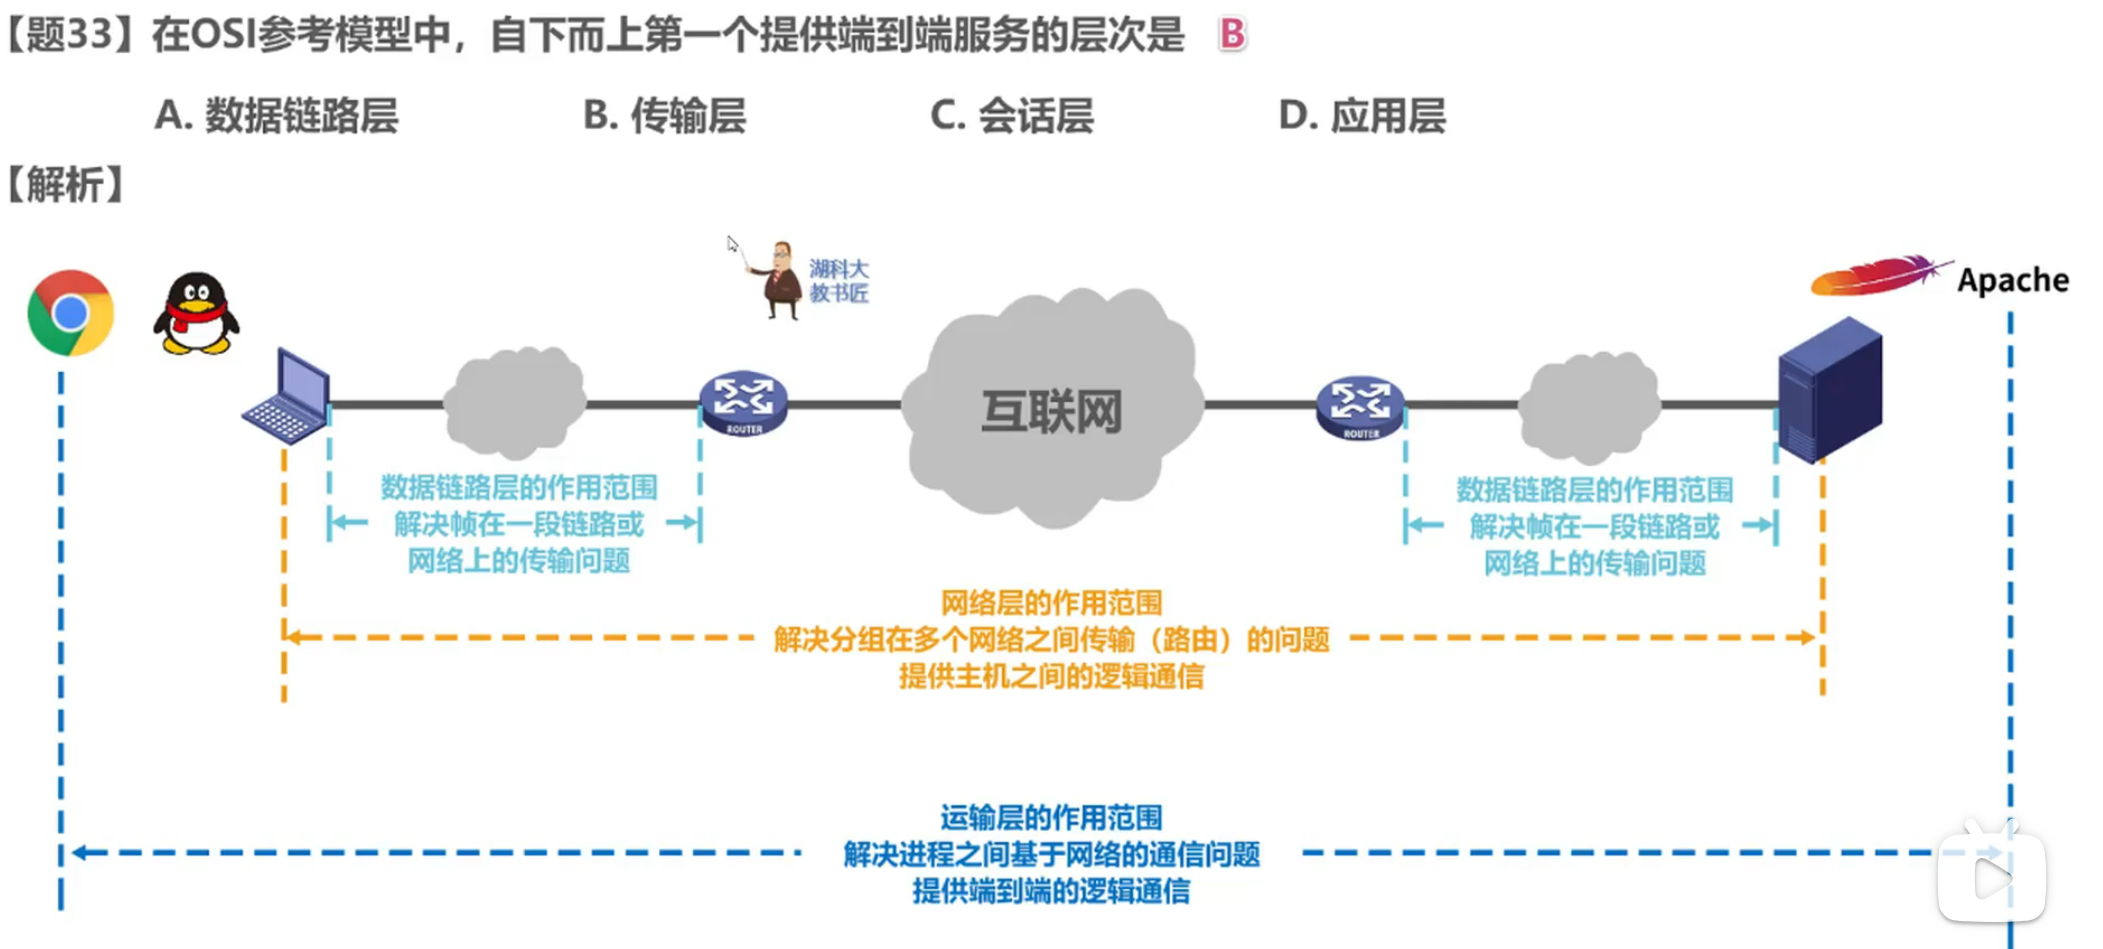 【题33】在OSI参考模型中，自下而上第一个提供端到端服务的层次是 B
A. 数据链路层 B. 传输层 C. 会话层 D. 应用层
【解析】
湖科大
教书匠
Apache
互联网
ROUTER
ROUTER
数据链路层的作用范围
解决帧在一段链路或
网络上的传输问题
数据链路层的作用范围
解决帧在一段链路或
网络上的传输问题
网络层的作用范围
解决分组在多个网络之间传输（路由）的问题
提供主机之间的逻辑通信
运输层的作用范围
解决进程之间基于网络的通信问题
提供端到端的逻辑通信